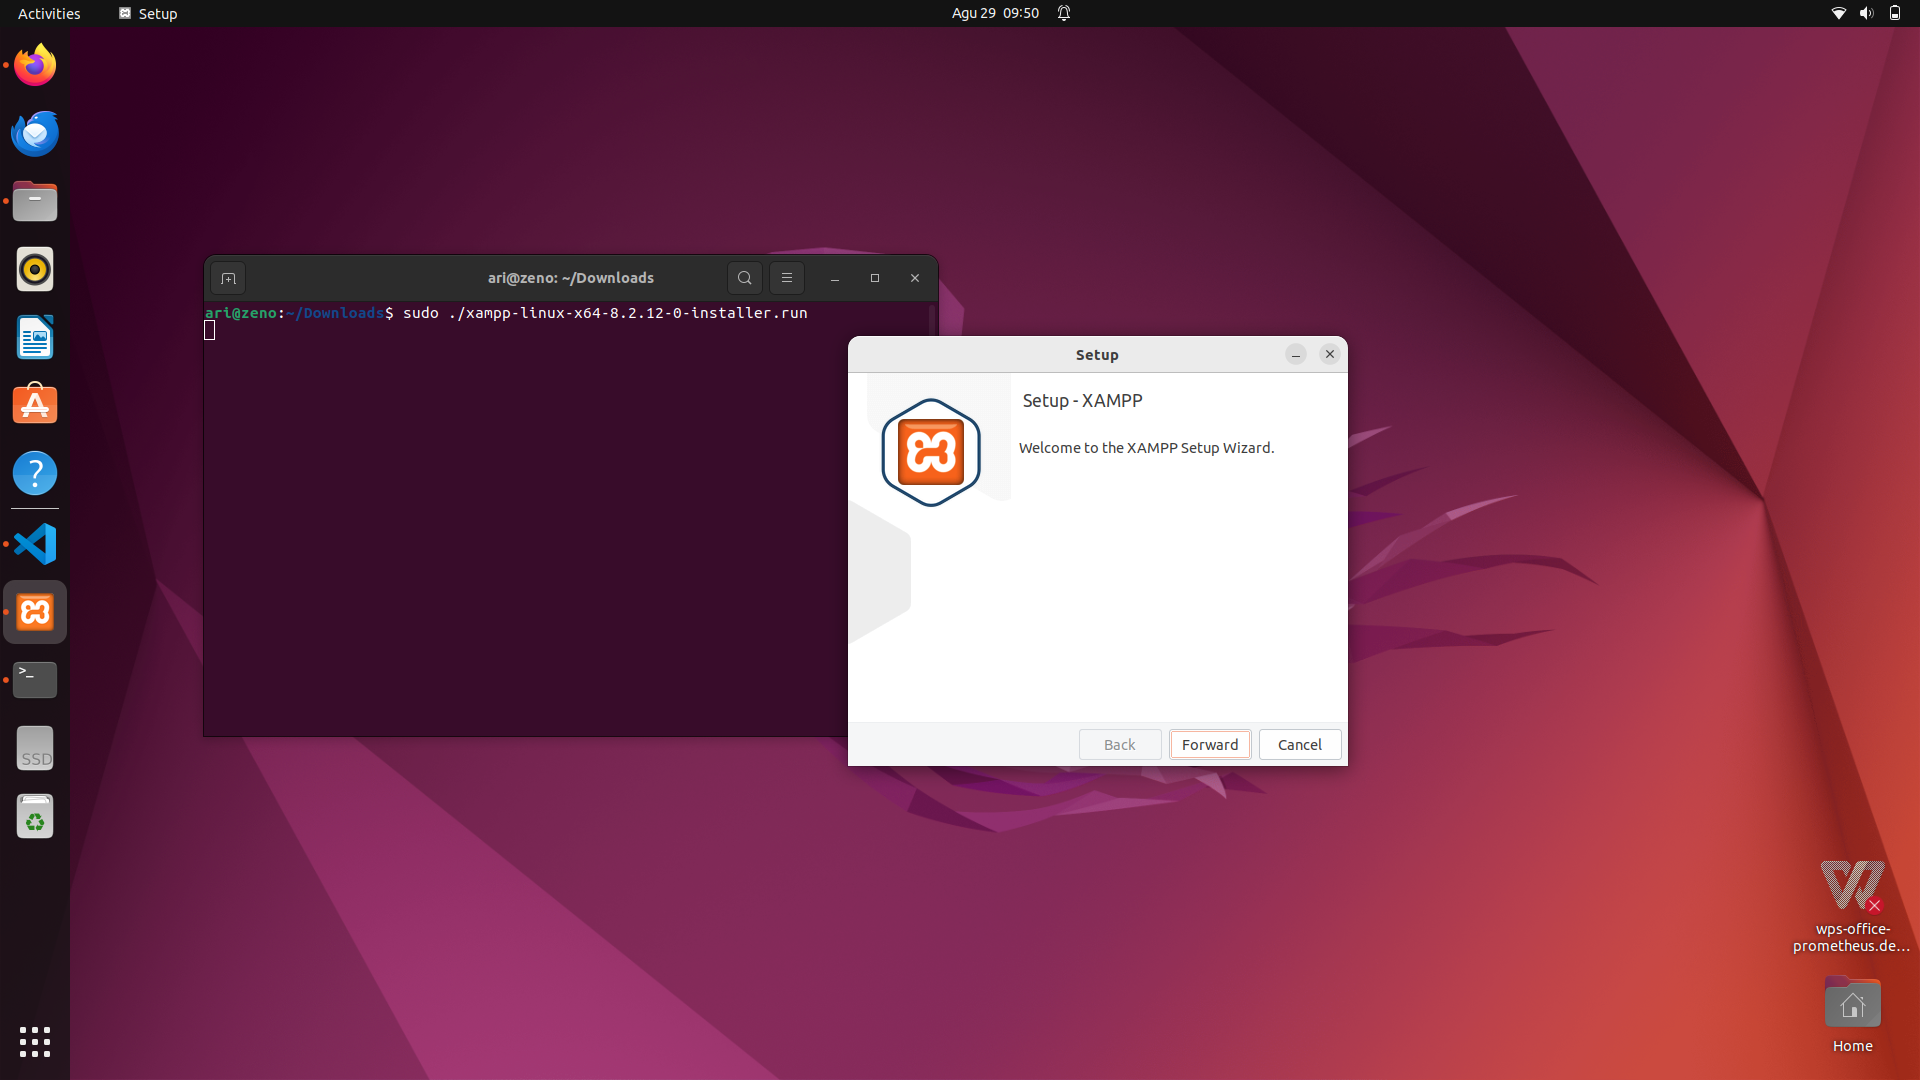 Activities
Setup
Agu 29 09:50
ari@zeno: ~/Downloads
ari@zeno:~/Downloads$ sudo ./xampp-linux-x64-8.2.12-0-installer.run
Setup
Setup - XAMPP
Welcome to the XAMPP Setup Wizard.
Back
Forward
Cancel
>_
SSD
wps-office-
prometheus.de...
Home